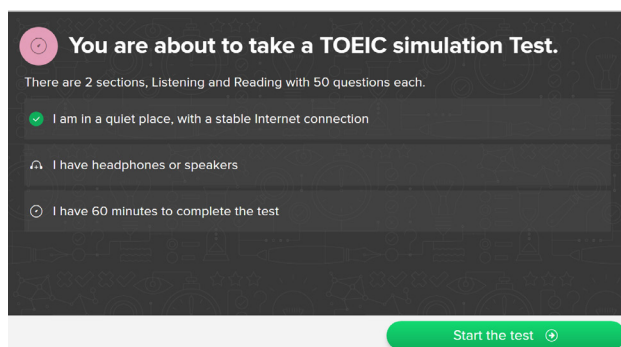 You are about to take a TOEIC simulation Test.
There are 2 sections, Listening and Reading with 50 questions each.
I am in a quiet place, with a stable Internet connection
I have headphones or speakers
I have 60 minutes to complete the test
Start the test